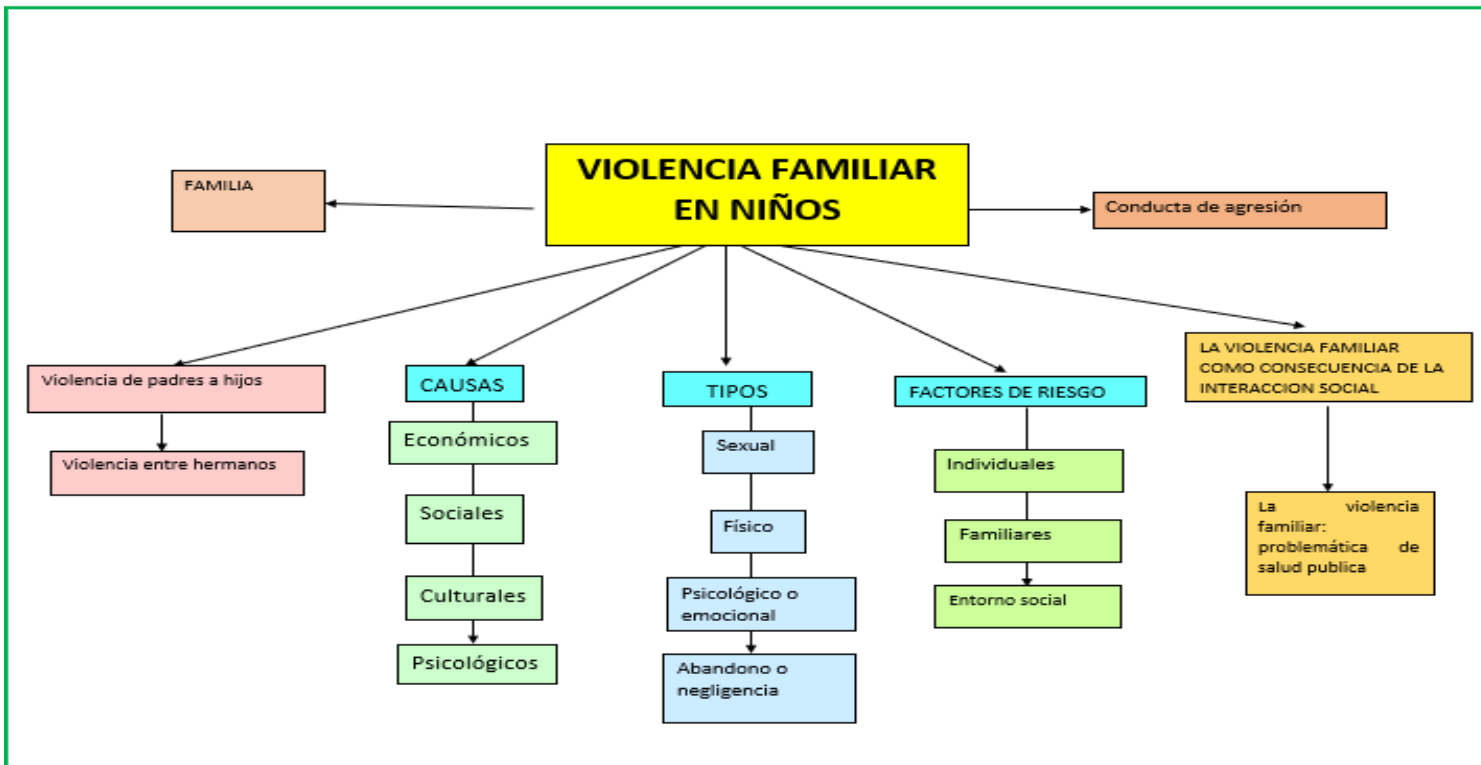 VIOLENCIA FAMILIAR
EN NIÑOS
FAMILIA
Conducta de agresión
Violencia de padres a hijos
Violencia entre hermanos
CAUSAS
Económicos
Sociales
Culturales
Psicológicos
TIPOS
Sexual
Físico
Psicológico o
emocional
Abandono o
negligencia
FACTORES DE RIESGO
Individuales
Familiares
Entorno social
LA VIOLENCIA FAMILIAR
COMO CONSECUENCIA DE LA
INTERACCION SOCIAL
La violencia
familiar:
problemática de
salud publica